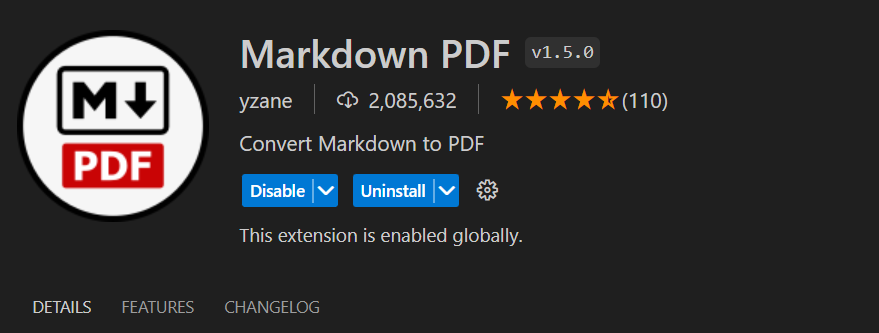 M
PDF
Markdown PDF v1.5.0
yzane 2,085,632 (110)
Convert Markdown to PDF
Disable Uninstall
This extension is enabled globally.
DETAILS FEATURES CHANGELOG